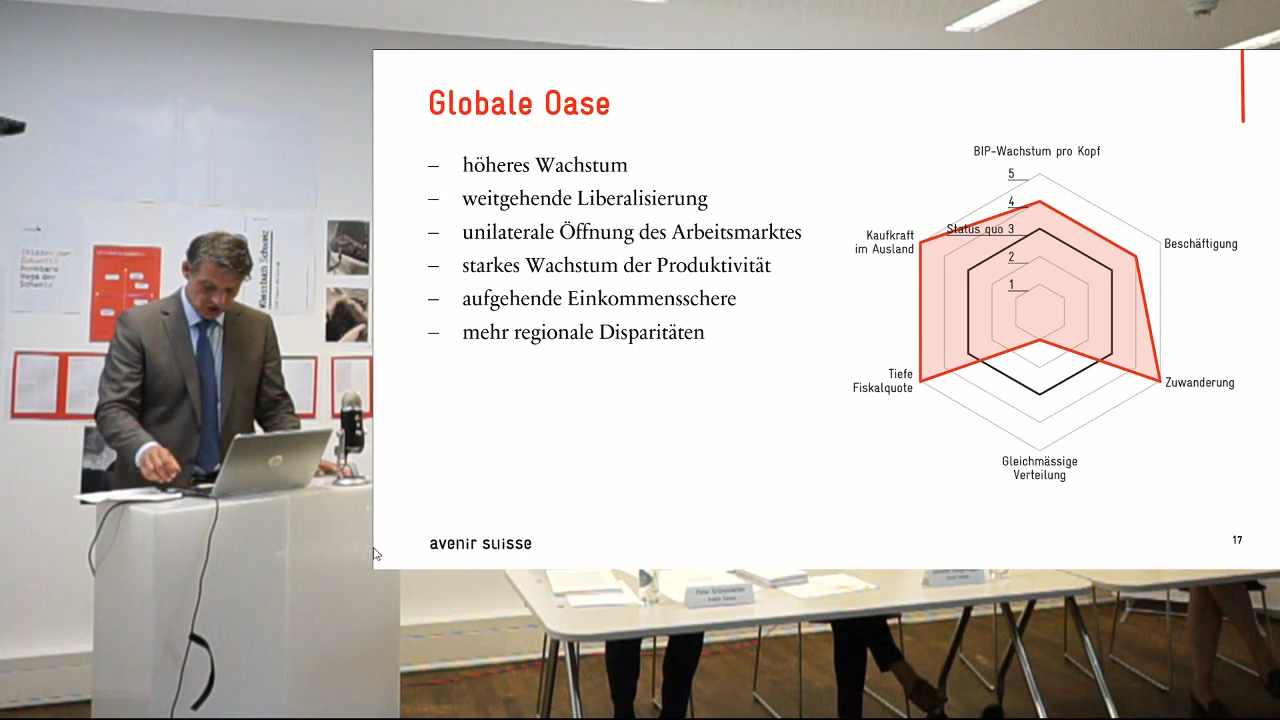 Globale Oase
– höheres Wachstum
– weitgehende Liberalisierung
– unilaterale Öffnung des Arbeitsmarktes
– starkes Wachstum der Produktivität
– aufgehende Einkommensschere
– mehr regionale Disparitäten
BIP-Wachstum pro Kopf
5
4
Status quo 3
2
1
Kaufkraft
im Ausland
Beschäftigung
Tiefe
Fiskalquote
Zuwanderung
Gleichmässige
Verteilung
avenir suisse
17
Schweiz